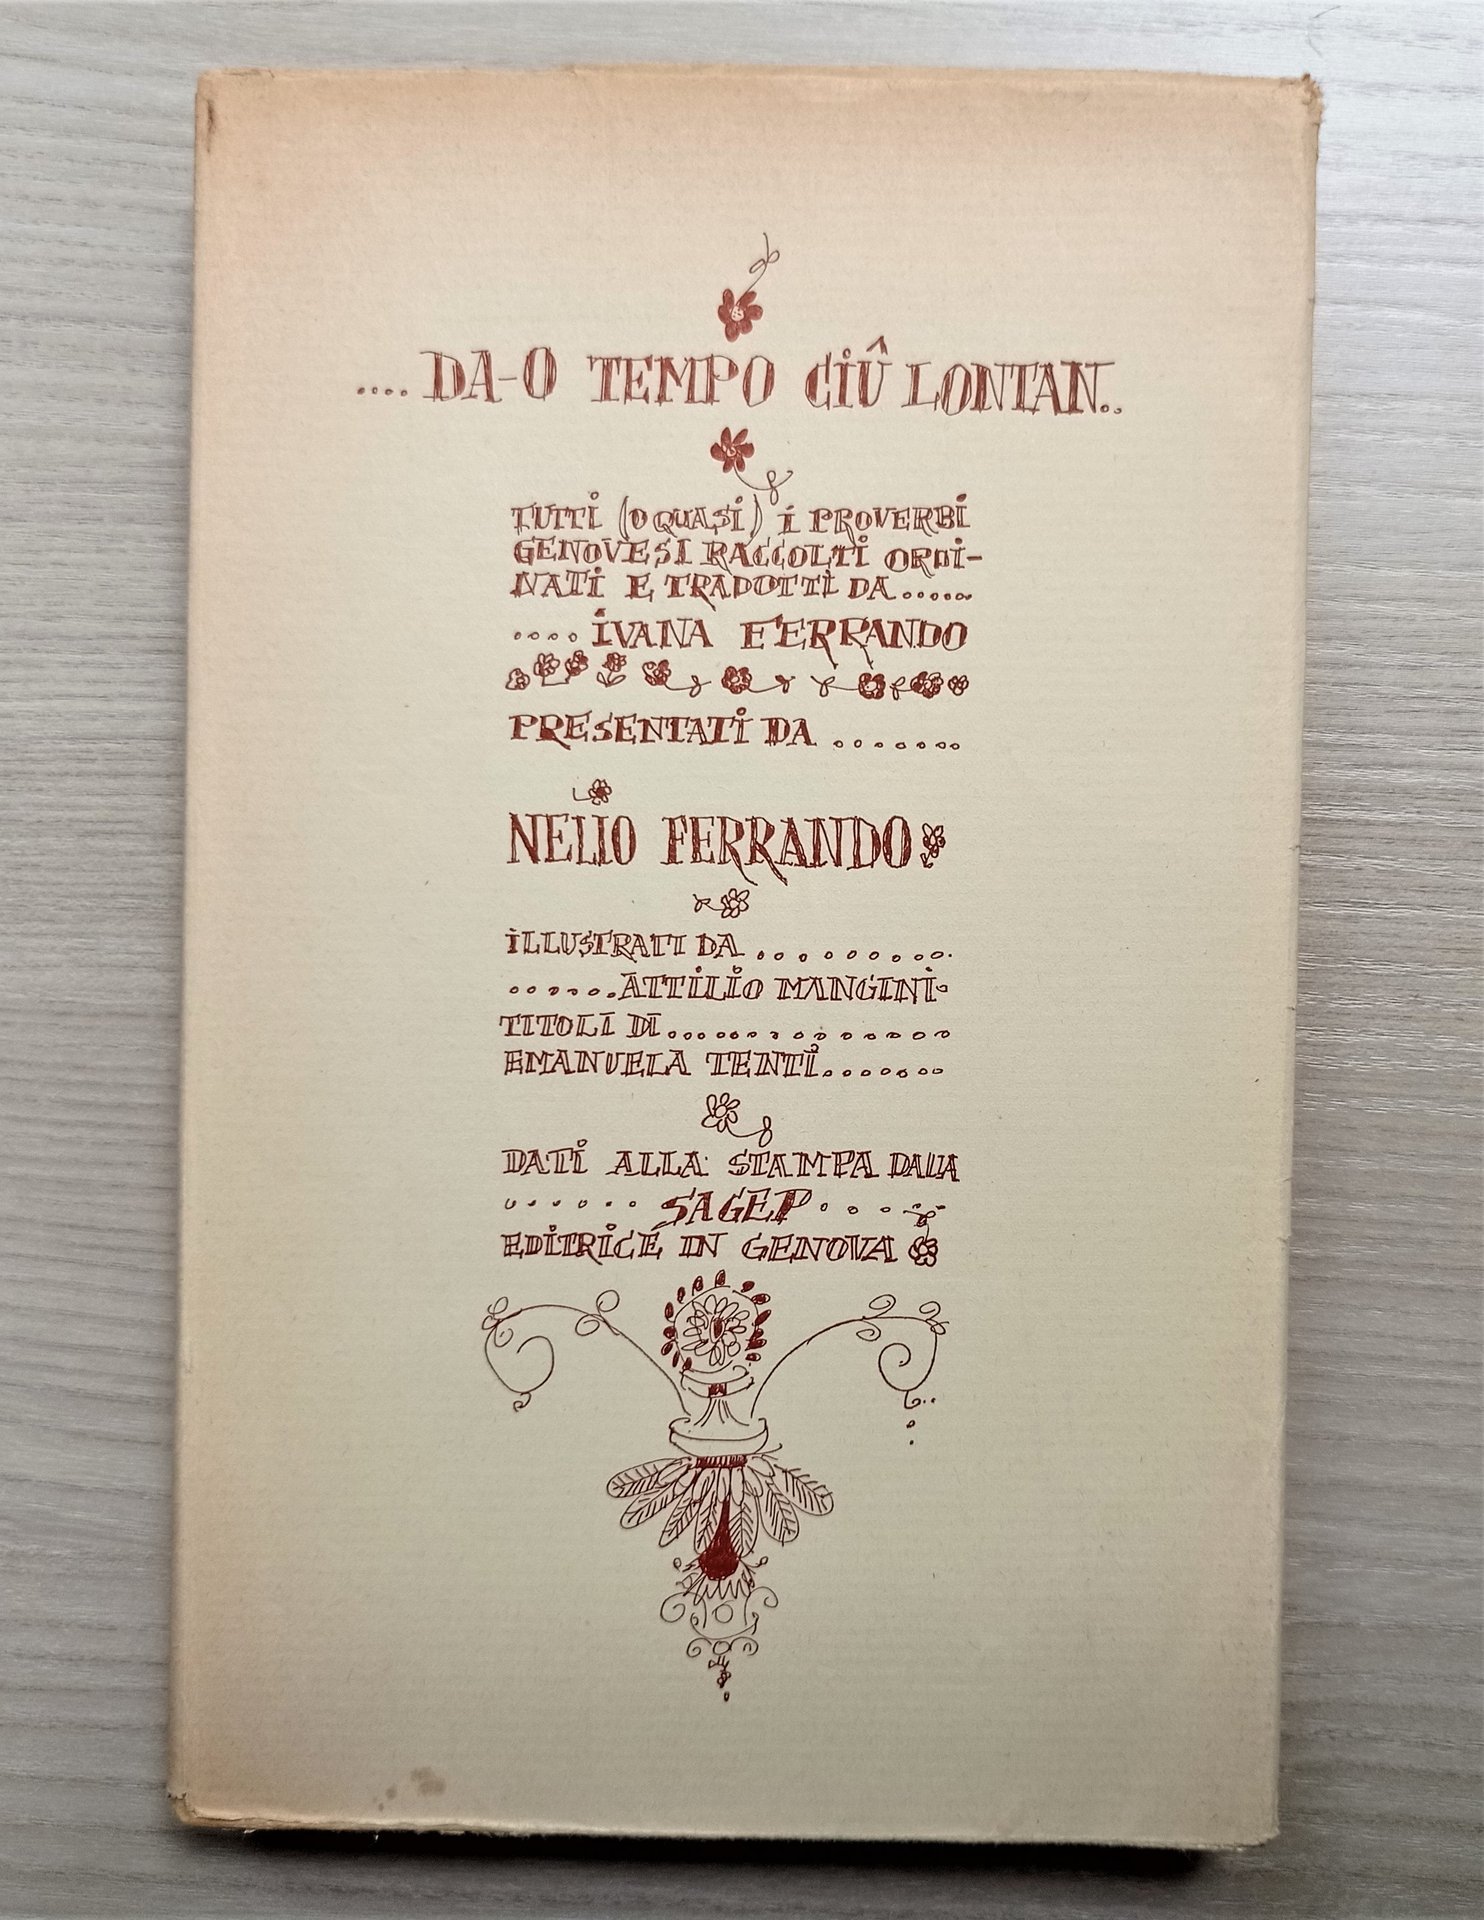 ....DA-O TEMPO CIÛ LONTAN..
TUTTI (O QUASI) I PROVERBI
GENOVESI RACCOLTI ORDI-
NATI E TRADOTTI DA......
....IVANA FERRANDO
PRESENTATI DA .......
NELIO FERRANDO
ILLUSTRATI DA .........
......ATTILIO MANGINI.
TITOLI DI...............
EMANUELA TENTI.......
DATI ALLA STAMPA DALLA
......SAGEP.....
EDITRICE IN GENOVA